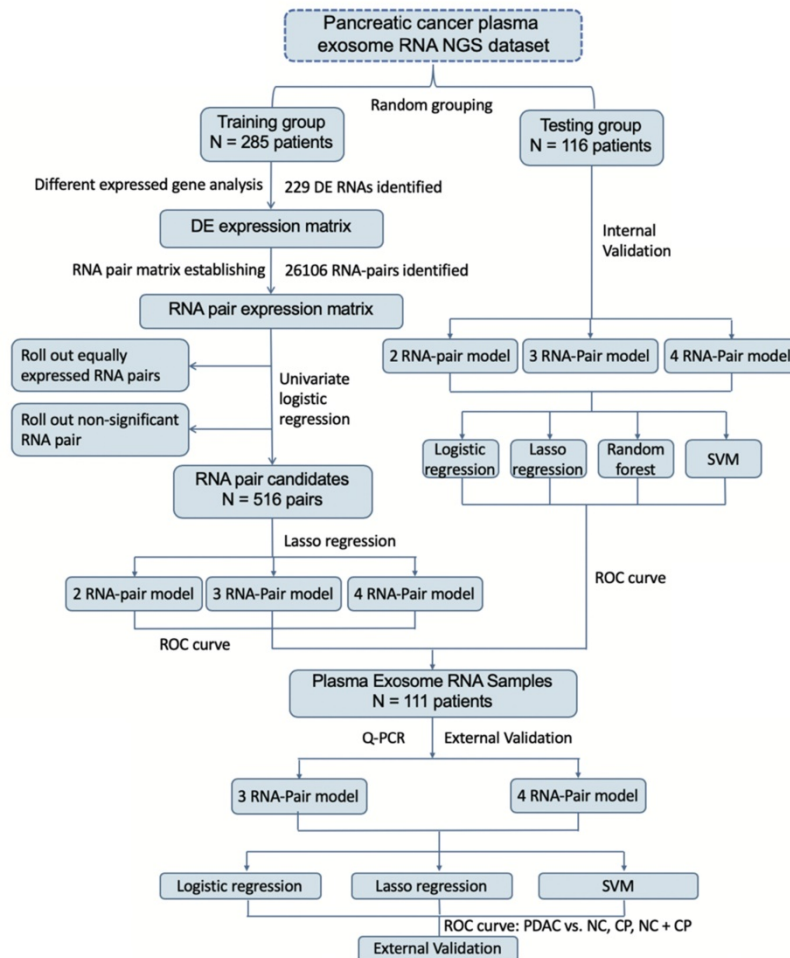 Pancreatic cancer plasma
exosome RNA NGS dataset
Random grouping
Training group
N = 285 patients
Testing group
N = 116 patients
Different expressed gene analysis
229 DE RNAs identified
DE expression matrix
Internal
Validation
RNA pair matrix establishing
26106 RNA-pairs identified
RNA pair expression matrix
Roll out equally
expressed RNA pairs
2 RNA-pair model
3 RNA-Pair model
4 RNA-Pair model
Univariate
logistic
regression
Roll out non-significant
RNA pair
Logistic
regression
Lasso
regression
Random
forest
SVM
RNA pair candidates
N = 516 pairs
Lasso regression
ROC curve
2 RNA-pair model
3 RNA-Pair model
4 RNA-Pair model
ROC curve
Plasma Exosome RNA Samples
N = 111 patients
Q-PCR
External Validation
3 RNA-Pair model
4 RNA-Pair model
Logistic regression
Lasso regression
SVM
ROC curve: PDAC vs. NC, CP, NC + CP
External Validation